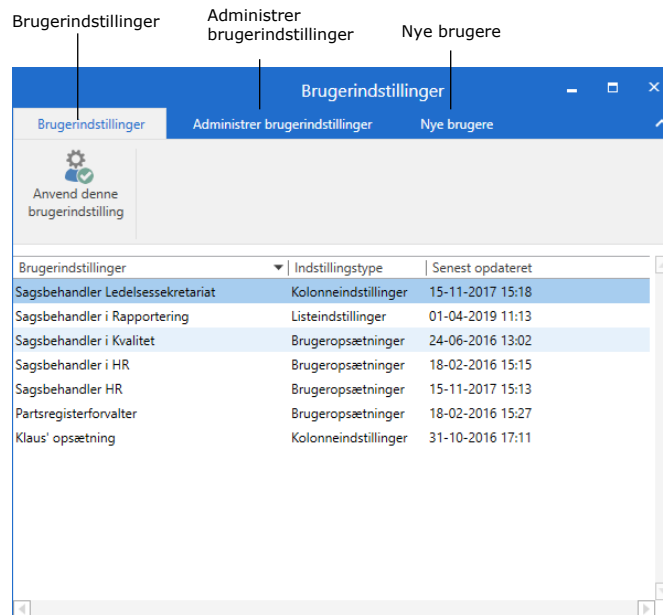 Brugerindstillinger
Administrer
brugerindstillinger
Nye brugere
Brugerindstillinger
Brugerindstillinger Administrer brugerindstillinger Nye brugere
Anvend denne
brugerindstilling
Brugerindstillinger Indstillingstype Senest opdateret
Sagsbehandler Ledelsessekretariat Kolonneindstillinger 15-11-2017 15:18
Sagsbehandler i Rapportering Listeindstillinger 01-04-2019 11:13
Sagsbehandler i Kvalitet Brugeropsætninger 24-06-2016 13:02
Sagsbehandler i HR Brugeropsætninger 18-02-2016 15:15
Sagsbehandler HR Brugeropsætninger 15-11-2017 15:13
Partsregisterforvalter Brugeropsætninger 18-02-2016 15:27
Klaus' opsætning Kolonneindstillinger 31-10-2016 17:11